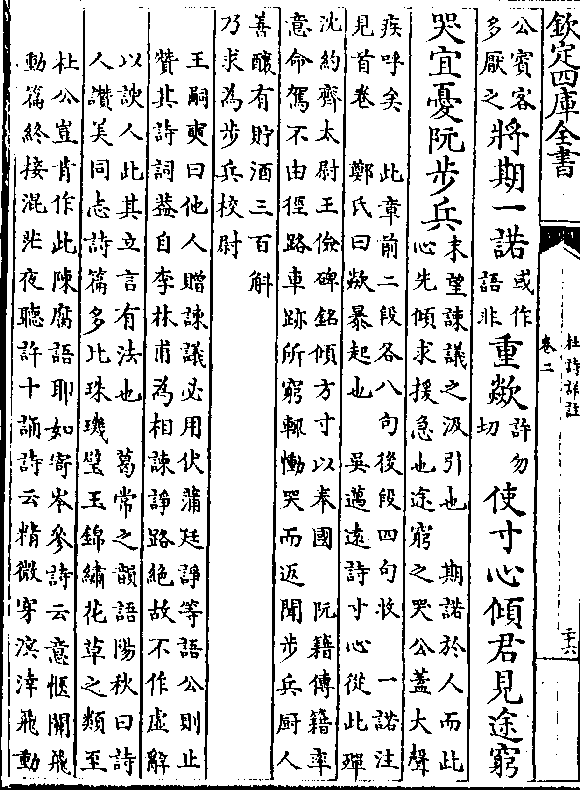 欽定四庫全書
杜詩詳註
卷二
公賓客
多厭之
將期一諾
或作
語非
重歘
許勿
切
使寸心傾君見途窮
哭宜憂阮步兵
末望諫議之汲引也　期諾於人而此
心先傾求援急也途窮之哭公蓋大聲
疾呼矣　此章前二段各八句後段四句收　一諾注
見首卷　鄭氏曰歘暴起也　吳邁遠詩寸心從此殫
沈約齊太尉王儉碑銘傾方寸以奉國　阮籍傳籍率
意命駕不由徑路車跡所窮輒慟哭而返聞步兵厨人
善釀有貯酒三百斛
乃求為步兵校尉
王嗣奭曰他人贈諫議必用伏蒲廷諍等語公則止
贊其詩詞蓋自李林甫為相諫諍路絶故不作虚辭
以諛人此其立言有法也　葛常之韻語陽秋曰詩
人讚美同志詩篇多比珠璣璧玉錦繡花草之類至
杜公豈肯作此陳腐語耶如寄岑參詩云意愜關飛
動篇終接混茫夜聽許十誦詩云精微穿溟涬飛動